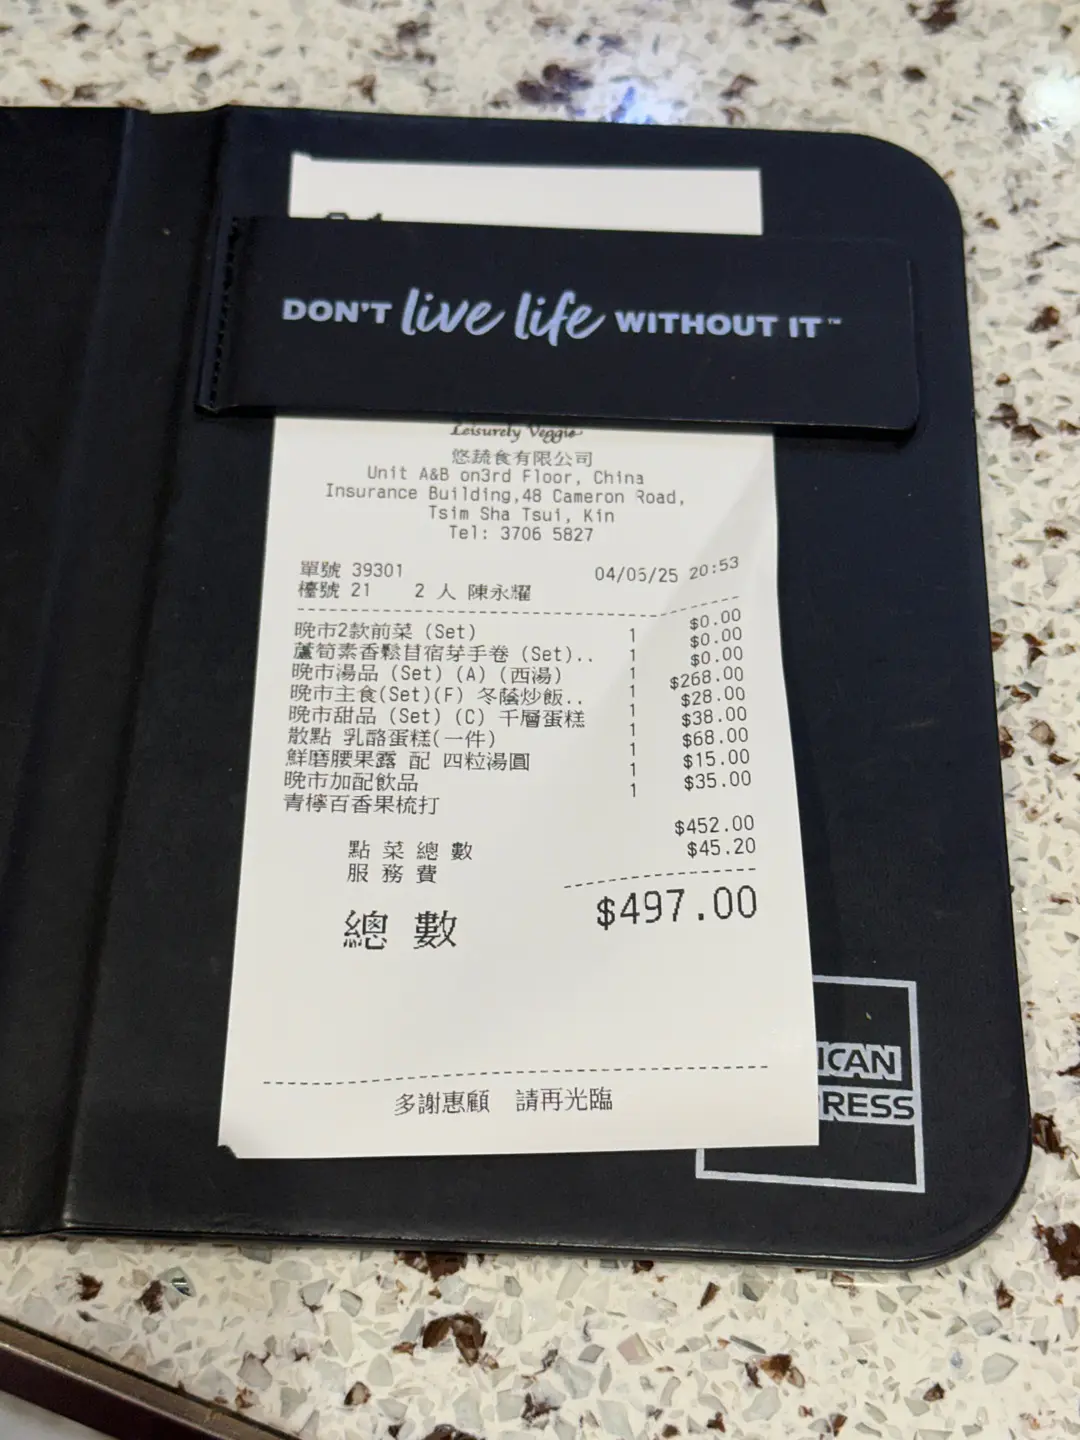 DON'T live life WITHOUT IT™
Leisurely Veggie
悠蔬食有限公司
Unit A&B on3rd Floor, China
Insurance Building,48 Cameron Road,
Tsim Sha Tsui, Kin
Tel: 3706 5827
單號 39301 04/05/25 20:53
檯號 21 2 人 陳永耀
晚市2款前菜 (Set) 1 $0.00
蘆筍素香鬆苜宿芽手卷 (Set).. 1 $0.00
晚市湯品 (Set) (A) (西湯) 1 $0.00
晚市主食(Set)(F) 冬蔭炒飯.. 1 $268.00
晚市甜品 (Set) (C) 千層蛋糕 1 $28.00
散點 乳酪蛋糕(一件) 1 $38.00
鮮磨腰果露 配 四粒湯圓 1 $68.00
晚市加配飲品 1 $15.00
青檸百香果梳打 1 $35.00
點菜總數 $452.00
服務費 $45.20
總數 $497.00
多謝惠顧 請再光臨
ICAN
RESS